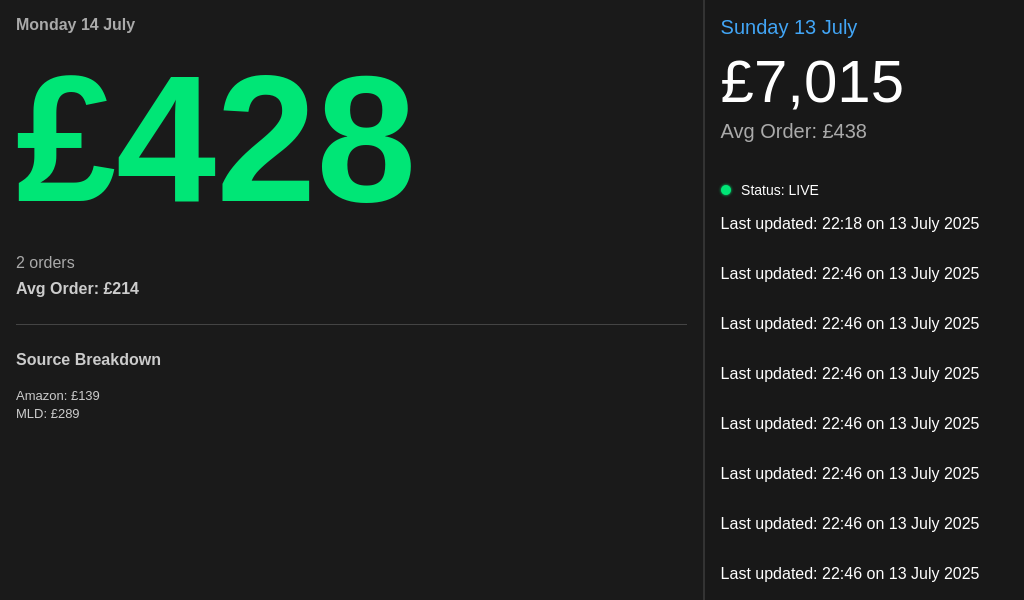 Monday 14 July
£428
2 orders
Avg Order: £214
Source Breakdown
Amazon: £139
MLD: £289
Sunday 13 July
£7,015
Avg Order: £438
Status: LIVE
Last updated: 22:18 on 13 July 2025
Last updated: 22:46 on 13 July 2025
Last updated: 22:46 on 13 July 2025
Last updated: 22:46 on 13 July 2025
Last updated: 22:46 on 13 July 2025
Last updated: 22:46 on 13 July 2025
Last updated: 22:46 on 13 July 2025
Last updated: 22:46 on 13 July 2025